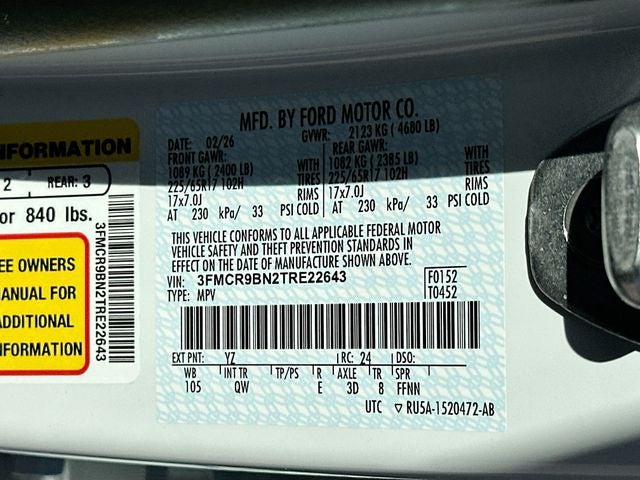 NFORMATION
2 REAR: 3
or 840 lbs.
EE OWNERS
MANUAL FOR
ADDITIONAL
NFORMATION
3FMCR9BN2TRE22643
MFD. BY FORD MOTOR CO.
DATE: 02/26 GVWR: 2123 KG ( 4680 LB)
FRONT GAWR: REAR GAWR:
1089 KG ( 2400 LB) WITH 1082 KG ( 2385 LB) WITH
225/65R17 102H TIRES 225/65R17 102H TIRES
17x7.0J RIMS 17x7.0J RIMS
AT 230 kPa/ 33 PSI COLD AT 230 kPa/ 33 PSI COLD
THIS VEHICLE CONFORMS TO ALL APPLICABLE FEDERAL MOTOR
VEHICLE SAFETY AND THEFT PREVENTION STANDARDS IN
EFFECT ON THE DATE OF MANUFACTURE SHOWN ABOVE.
VIN: 3FMCR9BN2TRE22643 F0152
TYPE: MPV T0452
EXT PNT: YZ RC: 24 DSO:
WB INT TR TP/PS R AXLE TR SPR
105 QW E 3D 8 FFNN
UTC ▽ RU5A-1520472-AB